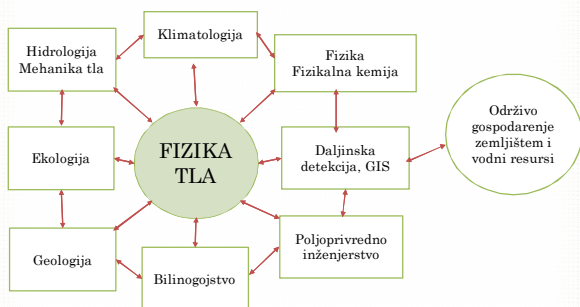 Klimatologija
Hidrologija
Mehanika tla
Fizika
Fizikalna kemija
Održivo
gospodarenje
zemljištem i
vodni resursi
Ekologija
FIZIKA
TLA
Daljinska
detekcija, GIS
Geologija
Bilinogojstvo
Poljoprivredno
inženjerstvo